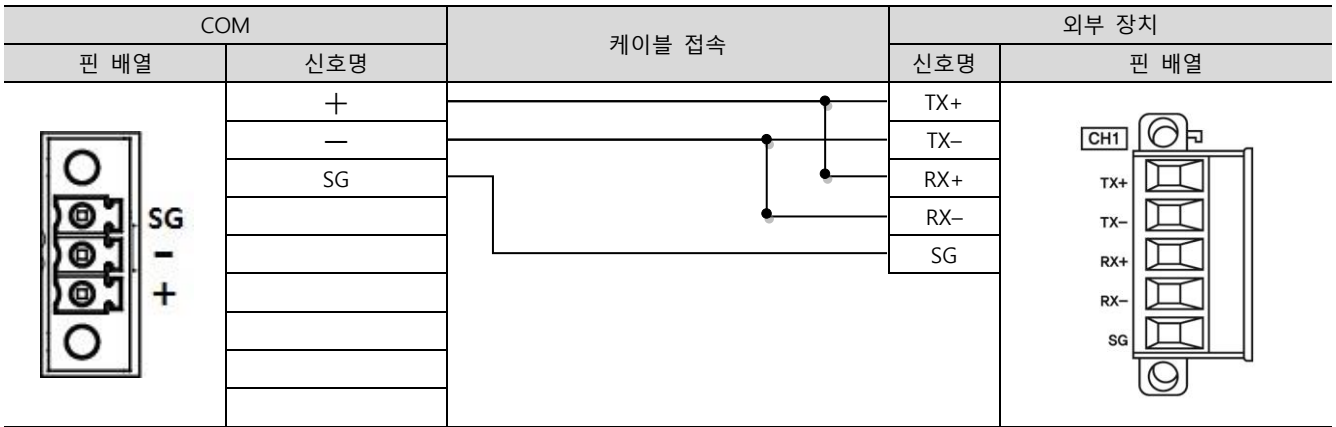 COM 케이블 접속 외부 장치
핀 배열 신호명 신호명 핀 배열
+ TX+
— TX–
SG RX+
RX–
SG
SG
-
+
CH1
TX+
TX–
RX+
RX–
SG